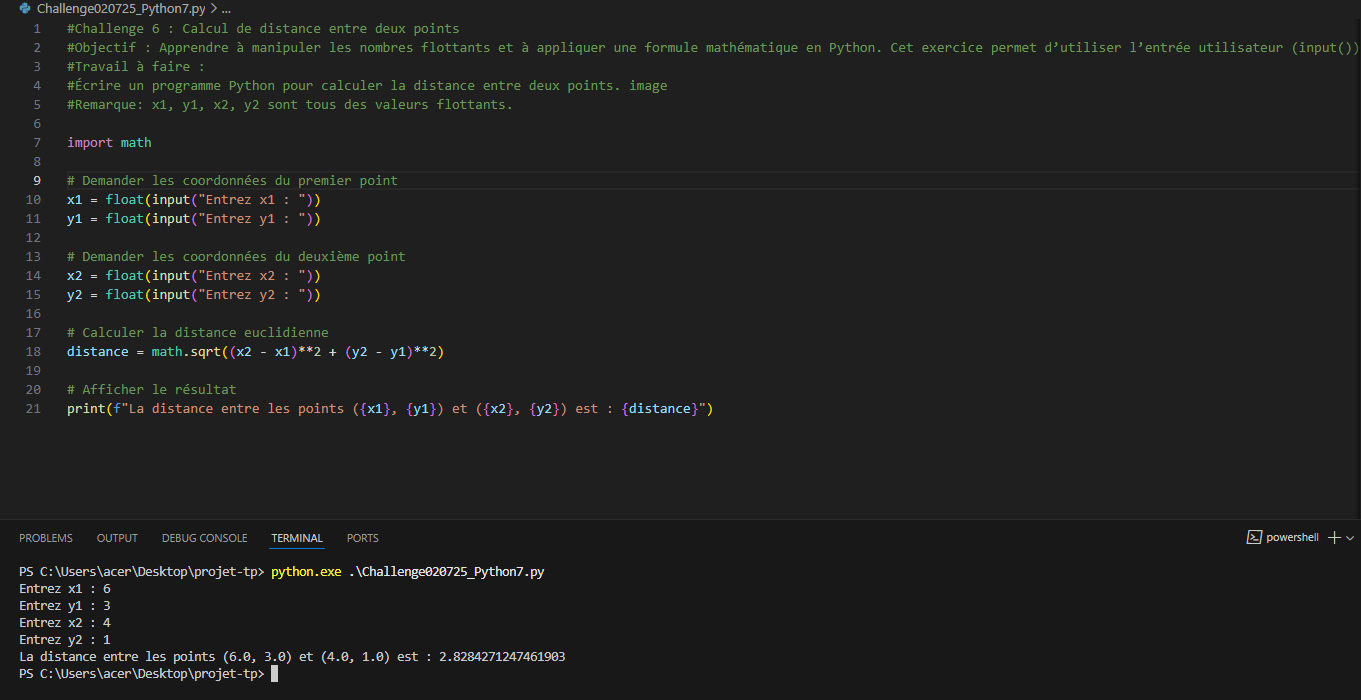 Challenge020725_Python7.py > ...
1 #Challenge 6 : Calcul de distance entre deux points
2 #Objectif : Apprendre à manipuler les nombres flottants et à appliquer une formule mathématique en Python. Cet exercice permet d’utiliser l’entrée utilisateur (input())
3 #Travail à faire :
4 #Écrire un programme Python pour calculer la distance entre deux points. image
5 #Remarque: x1, y1, x2, y2 sont tous des valeurs flottants.
6
7 import math
8
9 # Demander les coordonnées du premier point
10 x1 = float(input("Entrez x1 : "))
11 y1 = float(input("Entrez y1 : "))
12
13 # Demander les coordonnées du deuxième point
14 x2 = float(input("Entrez x2 : "))
15 y2 = float(input("Entrez y2 : "))
16
17 # Calculer la distance euclidienne
18 distance = math.sqrt((x2 - x1)**2 + (y2 - y1)**2)
19
20 # Afficher le résultat
21 print(f"La distance entre les points ({x1}, {y1}) et ({x2}, {y2}) est : {distance}")
PROBLEMS OUTPUT DEBUG CONSOLE TERMINAL PORTS powershell
PS C:\Users\acer\Desktop\projet-tp> python.exe .\Challenge020725_Python7.py
Entrez x1 : 6
Entrez y1 : 3
Entrez x2 : 4
Entrez y2 : 1
La distance entre les points (6.0, 3.0) et (4.0, 1.0) est : 2.8284271247461903
PS C:\Users\acer\Desktop\projet-tp>